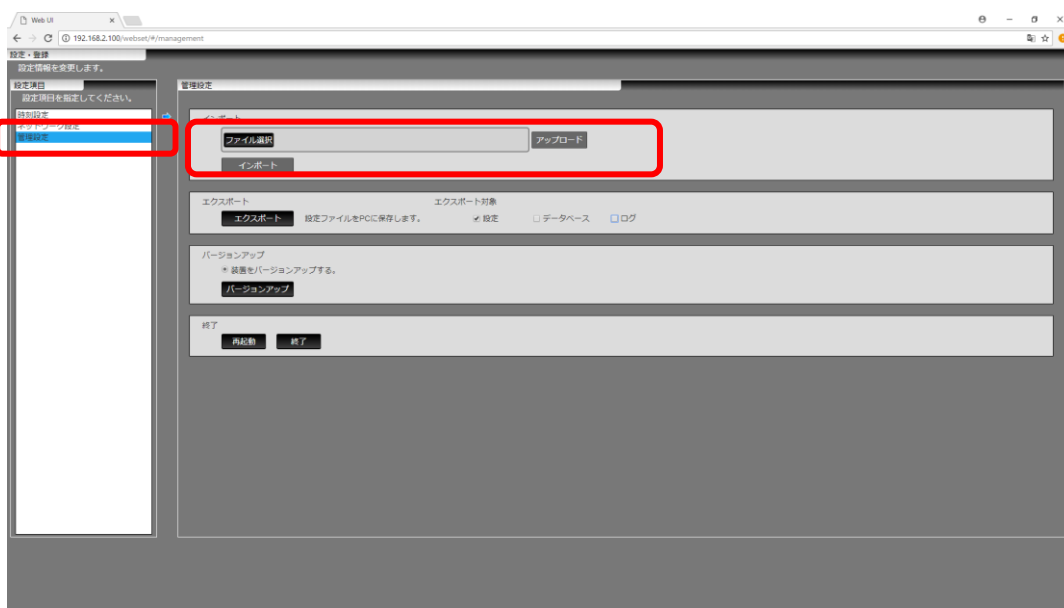 Web UI
192.168.2.100/webset/#/management
設定・登録
設定情報を変更します。
設定項目
設定項目を指定してください。
時刻設定
ネットワーク設定
管理設定
管理設定
インポート
ファイル選択
アップロード
インポート
エクスポート
エクスポート対象
エクスポート
設定ファイルをPCに保存します。
設定
データベース
ログ
バージョンアップ
装置をバージョンアップする。
バージョンアップ
終了
再起動
終了